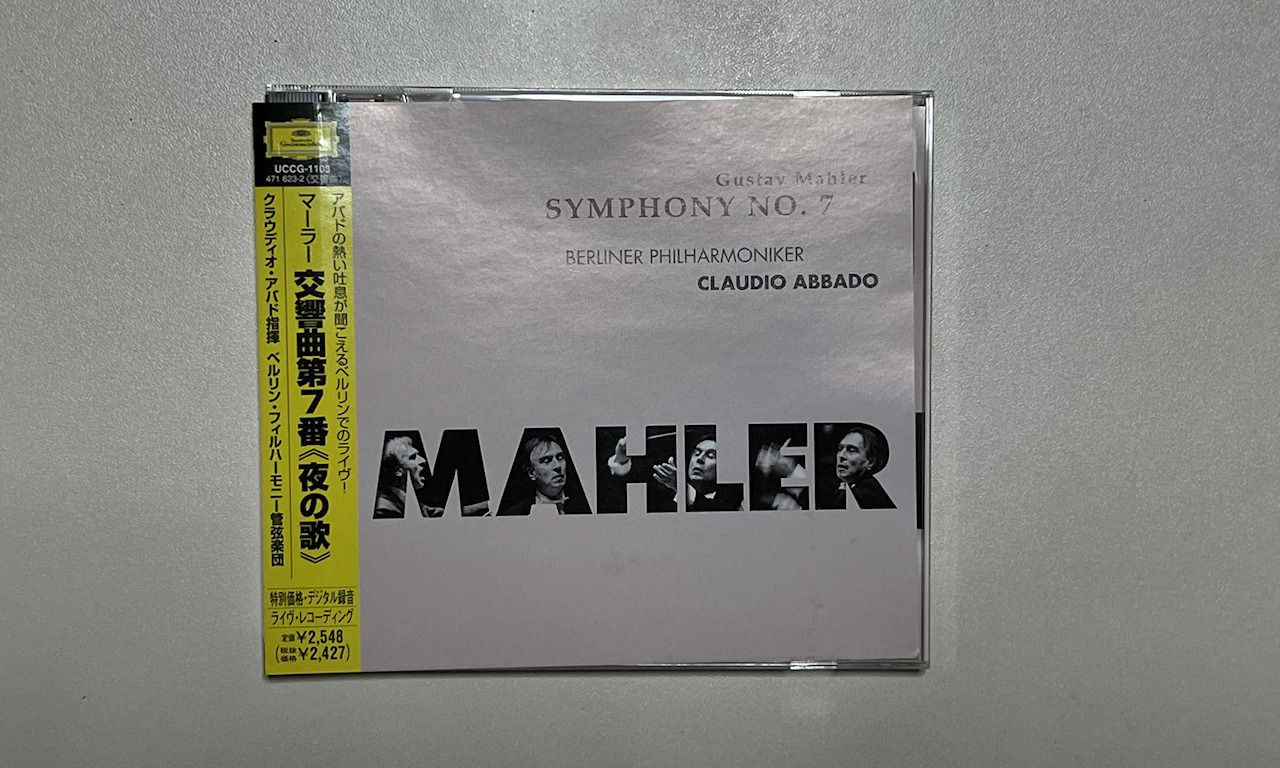 Deutsche
Grammophon
UCCG-1103
471 623-2 (交響曲)
アバドの熱い吐息が聞こえるベルリンでのライヴ!
マーラー 交響曲第7番《夜の歌》
クラウディオ・アバド指揮 ベルリン・フィルハーモニー管弦楽団
特別価格・デジタル録音
ライヴ・レコーディング
定価 ¥2,548
(税抜価格 ¥2,427)
Gustav Mahler
SYMPHONY NO. 7
BERLINER PHILHARMONIKER
CLAUDIO ABBADO
MAHLER